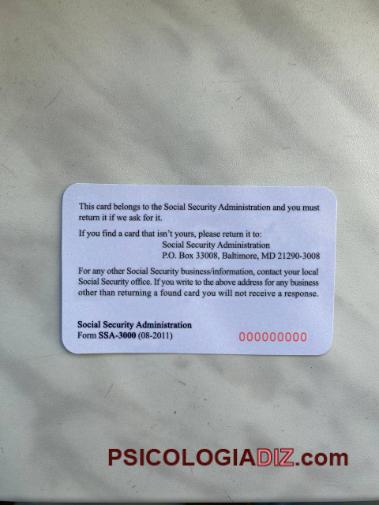 This card belongs to the Social Security Administration and you must
return it if we ask for it.
If you find a card that isn't yours, please return it to:
Social Security Administration
P.O. Box 33008, Baltimore, MD 21290-3008
For any other Social Security business/information, contact your local
Social Security office. If you write to the above address for any business
other than returning a found card you will not receive a response.
Social Security Administration
Form SSA-3000 (08-2011)
000000000
PSICOLOGIADIZ.com